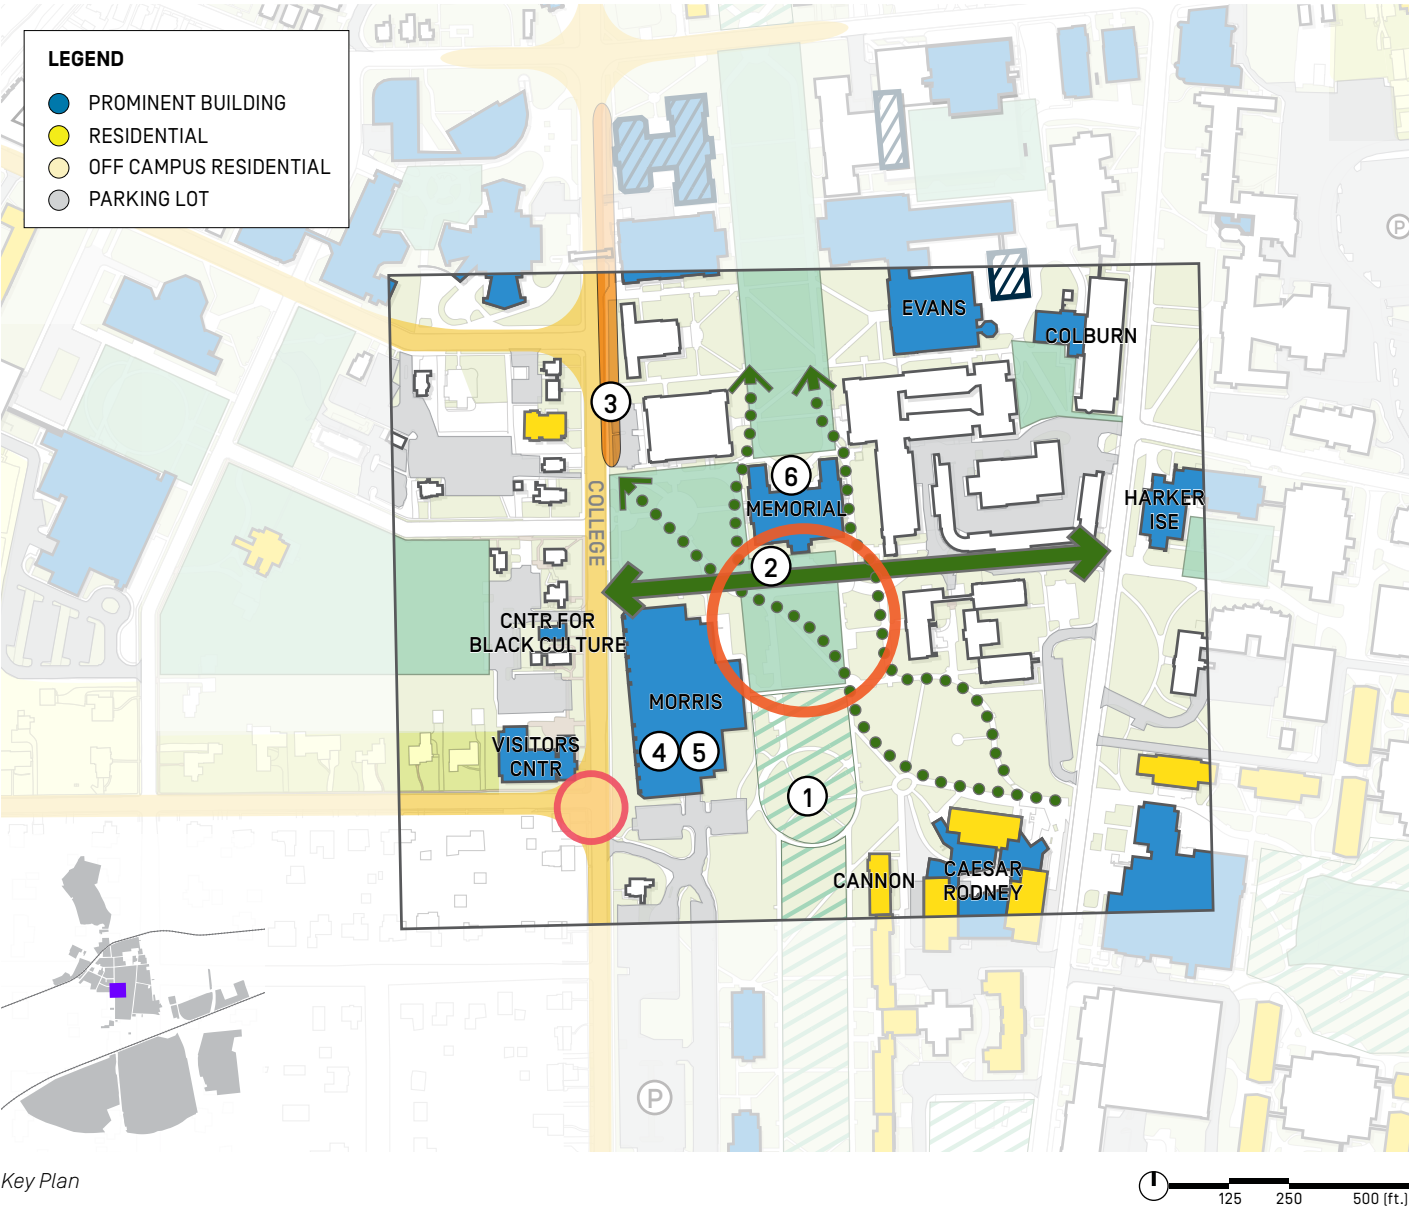 LEGEND
PROMINENT BUILDING
RESIDENTIAL
OFF CAMPUS RESIDENTIAL
PARKING LOT
P
EVANS
COLBURN
3
6
MEMORIAL
HARKER
ISE
COLLEGE
2
CNTR FOR
BLACK CULTURE
MORRIS
VISITORS
CNTR
4
5
1
CANNON
CAESAR
RODNEY
P
Key Plan
125
250
500 (ft.)